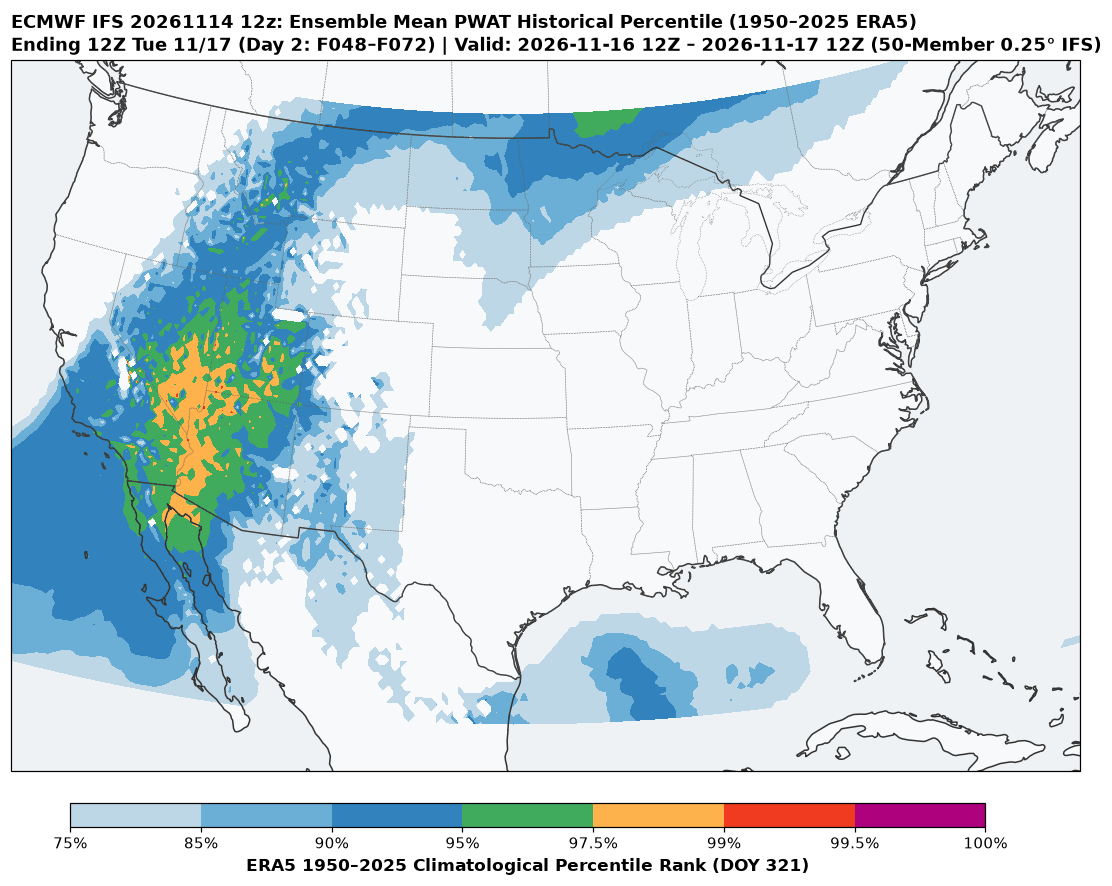 ECMWF IFS 20261114 12z: Ensemble Mean PWAT Historical Percentile (1950–2025 ERA5)
Ending 12Z Tue 11/17 (Day 2: F048–F072) | Valid: 2026-11-16 12Z – 2026-11-17 12Z (50-Member 0.25° IFS)
75% 85% 90% 95% 97.5% 99% 99.5% 100%
ERA5 1950–2025 Climatological Percentile Rank (DOY 321)